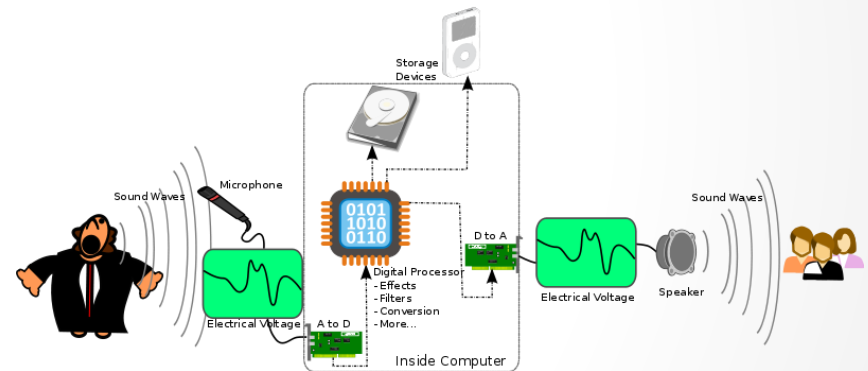 Storage
Devices
Microphone
Sound Waves
0101
1010
0110
D to A
Sound Waves
Digital Processor
- Effects
- Filters
- Conversion
- More...
Electrical Voltage
A to D
Electrical Voltage
Speaker
Inside Computer